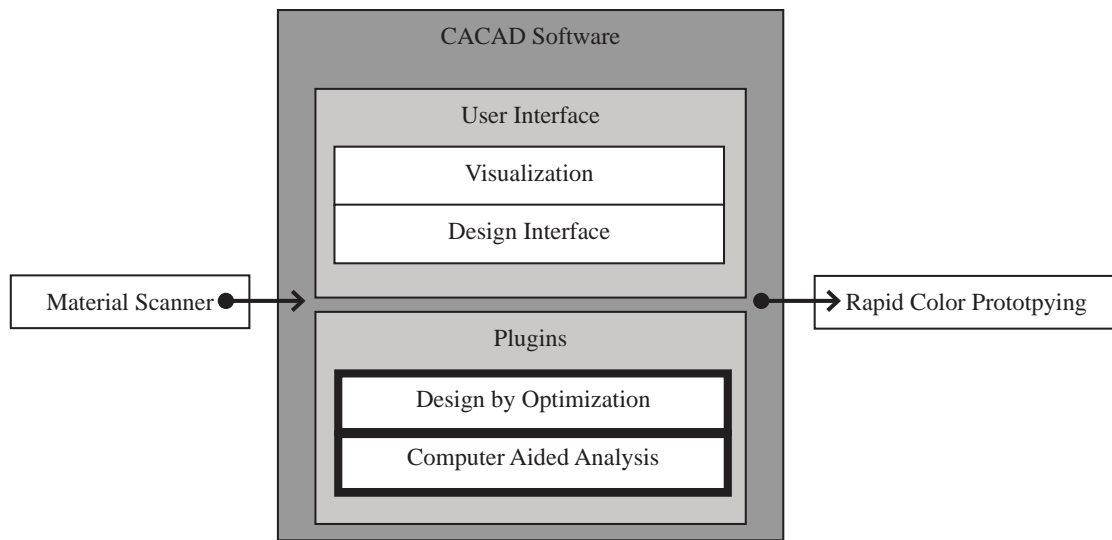 CACAD Software
User Interface
Visualization
Design Interface
Material Scanner
Rapid Color Prototpying
Plugins
Design by Optimization
Computer Aided Analysis